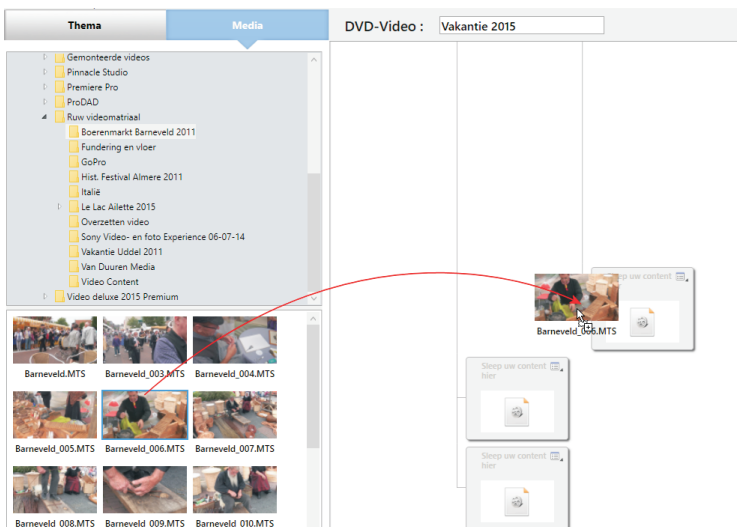 Thema
Media
DVD-Video :
Vakantie 2015
Gemonteerde videos
Pinnacle Studio
Premiere Pro
ProDAD
Ruw videomatriaal
Boerenmarkt Barneveld 2011
Fundering en vloer
GoPro
Hist. Festival Almere 2011
Italië
Le Lac Ailette 2015
Overzetten video
Sony Video- en foto Experience 06-07-14
Vakantie Uddel 2011
Van Duuren Media
Video Content
Video deluxe 2015 Premium
uw content
Barneveld_006.MTS
Barneveld.MTS
Barneveld_003.MTS
Barneveld_004.MTS
Sleep uw content
hier
Barneveld_005.MTS
Barneveld_006.MTS
Barneveld_007.MTS
Sleep uw content
hier
Barneveld_008.MTS
Barneveld_009.MTS
Barneveld_010.MTS